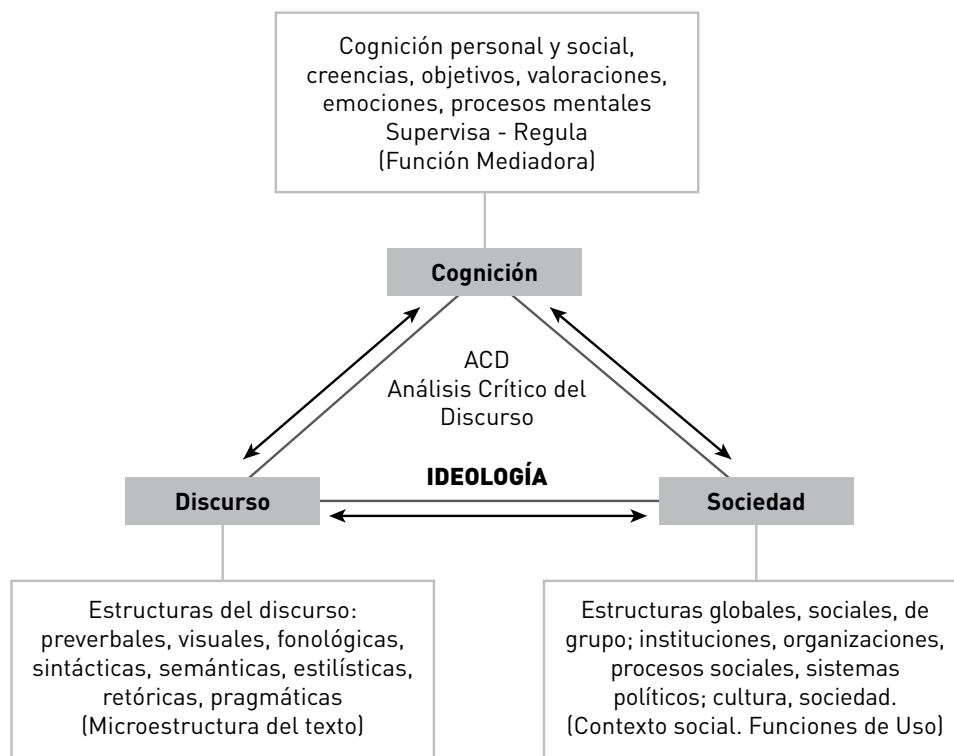 Cognición personal y social,
creencias, objetivos, valoraciones,
emociones, procesos mentales
Supervisa - Regula
(Función Mediadora)
Cognición
ACD
Análisis Crítico del
Discurso
IDEOLOGÍA
Discurso
Sociedad
Estructuras del discurso:
preverbales, visuales, fonológicas,
sintácticas, semánticas, estilísticas,
retóricas, pragmáticas
(Microestructura del texto)
Estructuras globales, sociales, de
grupo; instituciones, organizaciones,
procesos sociales, sistemas
políticos; cultura, sociedad.
(Contexto social. Funciones de Uso)